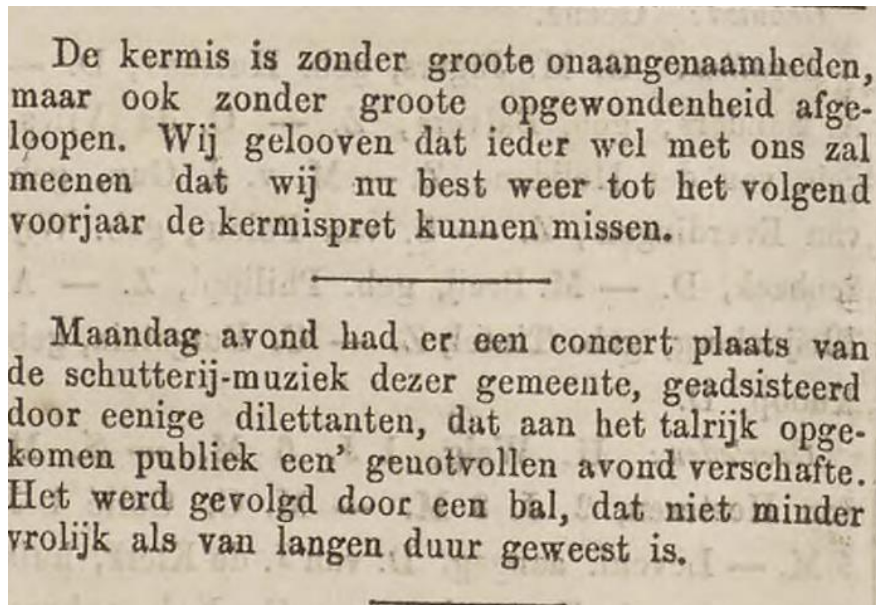 De kermis is zonder groote onaangenaamheden,
maar ook zonder groote opgewondenheid afge-
loopen. Wij gelooven dat ieder wel met ons zal
meenen dat wij nu best weer tot het volgend
voorjaar de kermispret kunnen missen.
Maandag avond had er een concert plaats van
de schutterij-muziek dezer gemeente, geadsisteerd
door eenige dilettanten, dat aan het talrijk opge-
komen publiek een' genotvollen avond verschafte.
Het werd gevolgd door een bal, dat niet minder
vrolijk als van langen duur geweest is.